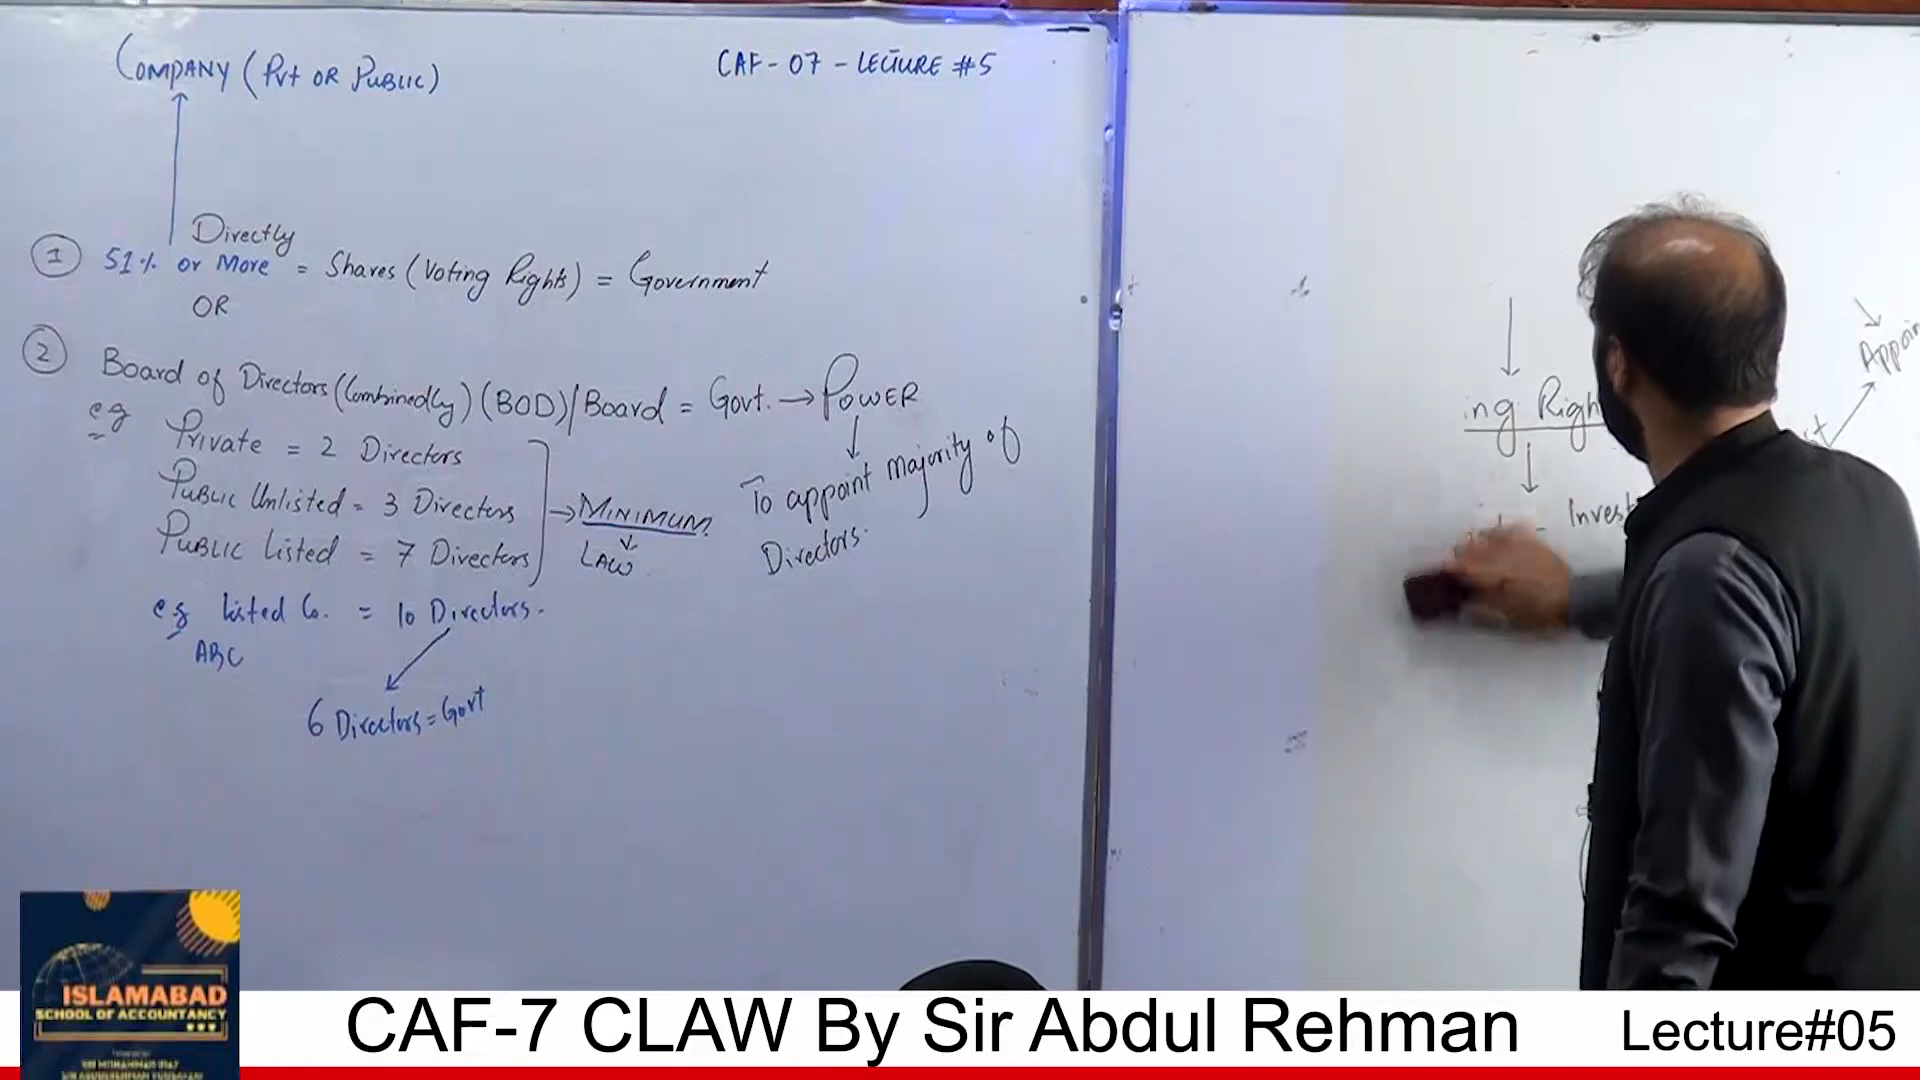 COMPANY (Pvt OR PUBLIC)
CAF - 07 - LECTURE #5
Directly
1 51% or More = Shares (Voting Rights) = Government
OR
2 Board of Directors (Combinedly) (BOD)/Board = Govt. → POWER
eg Private = 2 Directors
PUBLIC Unlisted = 3 Directors → MINIMUM
PUBLIC Listed = 7 Directors
LAW
To appoint majority of
Directors.
eg Listed Co. = 10 Directors.
ABC
6 Directors = Govt
ing Righ
Invest
Appoin
ISLAMABAD
SCHOOL OF ACCOUNTANCY
CAF-7 CLAW By Sir Abdul Rehman
Lecture#05